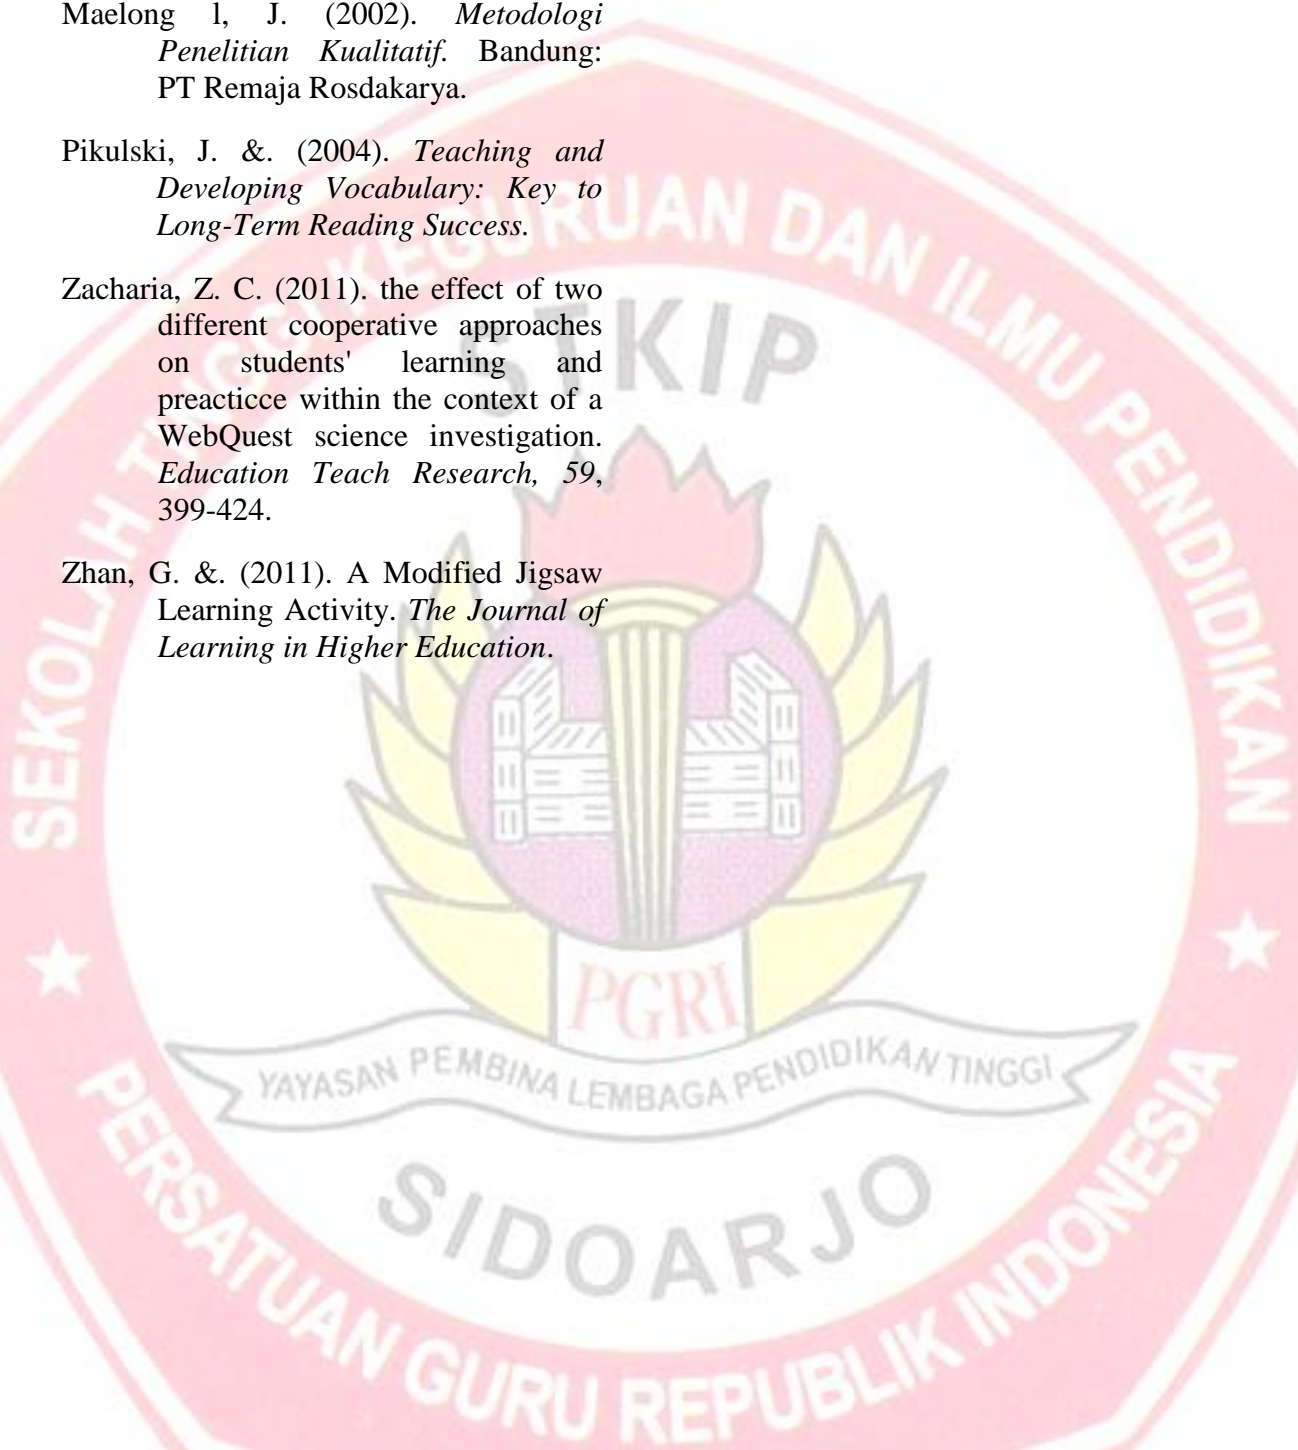 Maelong l, J. (2002). Metodologi
Penelitian Kualitatif. Bandung:
PT Remaja Rosdakarya.
Pikulski, J. &. (2004). Teaching and
Developing Vocabulary: Key to
Long-Term Reading Success.
Zacharia, Z. C. (2011). the effect of two
different cooperative approaches
on students' learning and
preacticce within the context of a
WebQuest science investigation.
Education Teach Research, 59,
399-424.
Zhan, G. &. (2011). A Modified Jigsaw
Learning Activity. The Journal of
Learning in Higher Education.
SEKOLAH TINGGI KEGURUAN DAN ILMU PENDIDIKAN
STKIP
PGRI
YAYASAN PEMBINA LEMBAGA PENDIDIKAN TINGGI
SIDOARJO
PERSATUAN GURU REPUBLIK INDONESIA